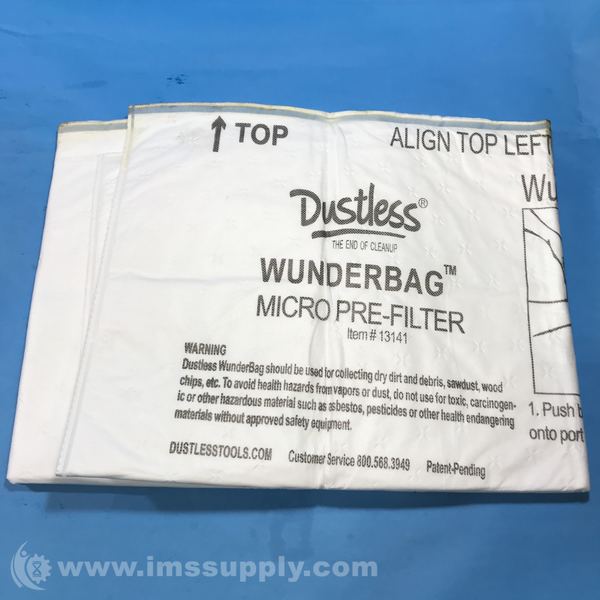 ↑ TOP
ALIGN TOP LEFT
Wu
Dustless®
THE END OF CLEANUP
WUNDERBAG™
MICRO PRE-FILTER
Item # 13141
WARNING
Dustless WunderBag should be used for collecting dry dirt and debris, sawdust, wood
chips, etc. To avoid health hazards from vapors or dust, do not use for toxic, carcinogen-
ic or other hazardous material such as asbestos, pesticides or other health endangering
materials without approved safety equipment.
1. Push
onto port
DUSTLESSTOOLS.COM Customer Service 800.568.3949 Patent-Pending
www.imssupply.com